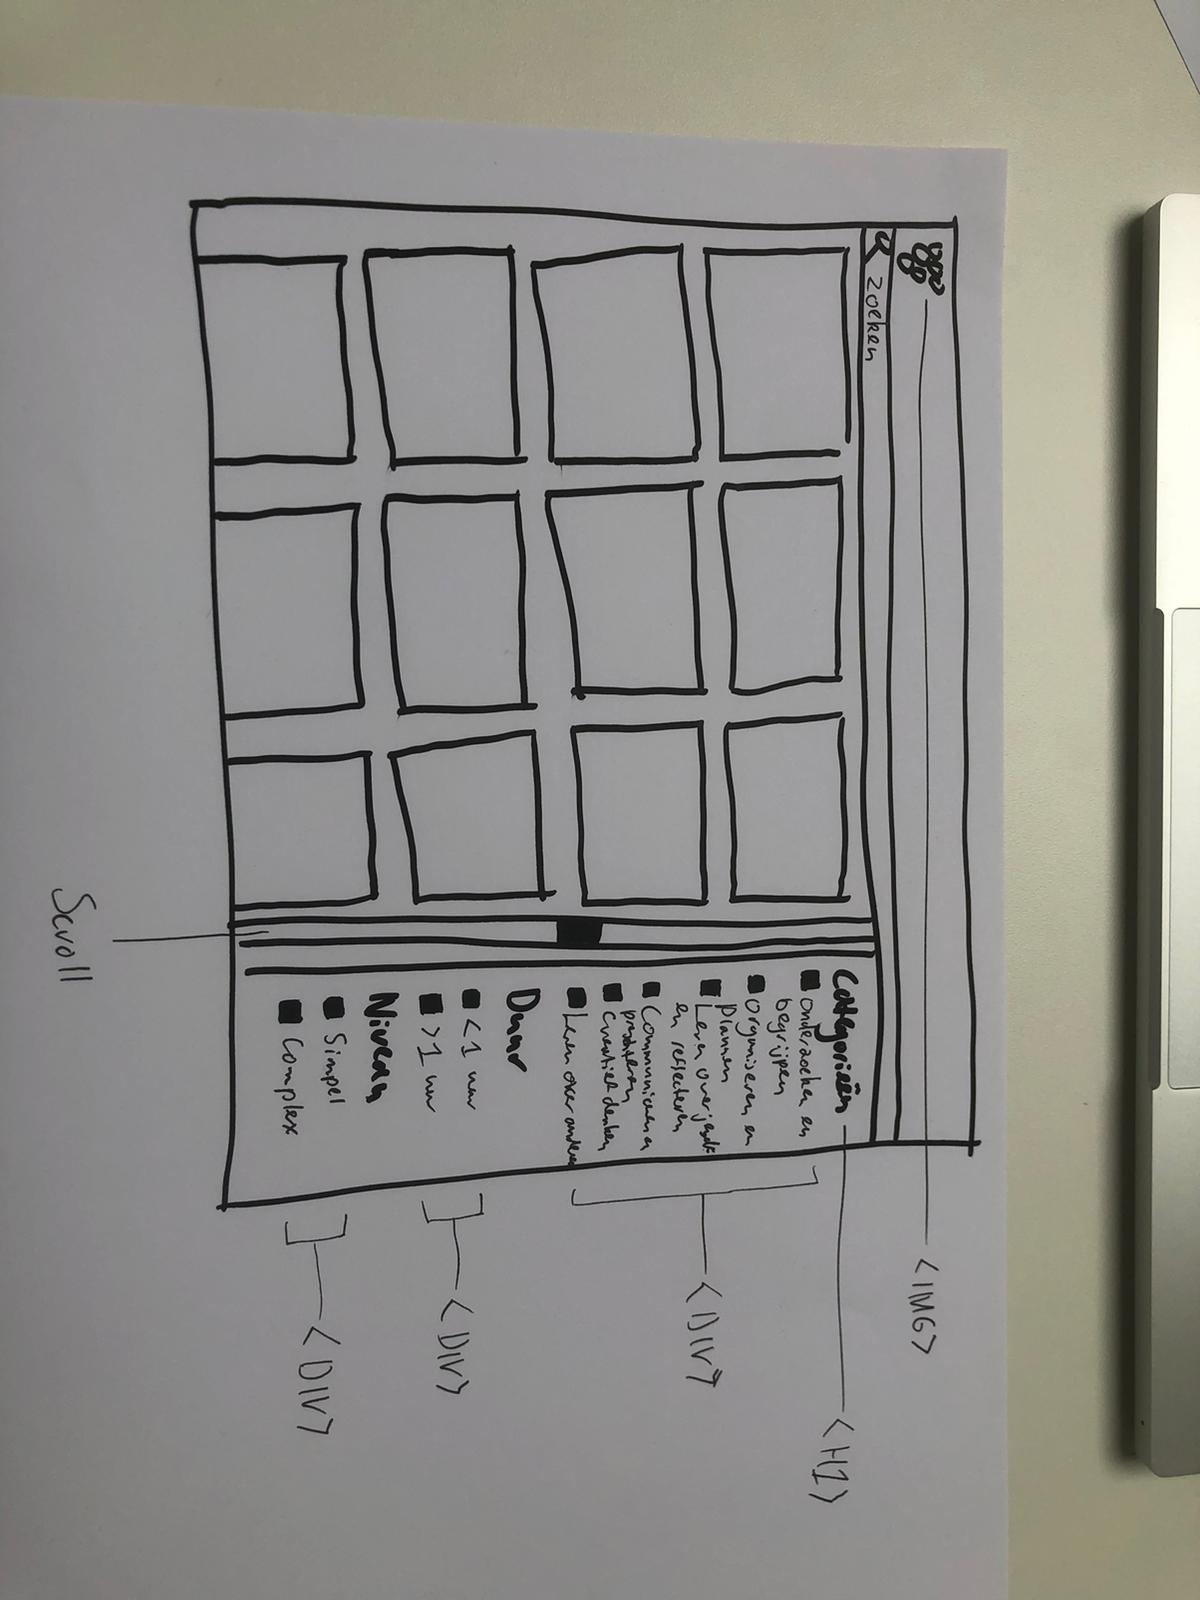 <IMG>
zoeken
Categorieën
<H1>
Onderzoeken en
begrijpen
Organiseren en
plannen
Leren over jezelf
en reflecteren
<DIV>
Communiceren en
presenteren
Creatief denken
Leren over anderen
Duur
<1 uur
>1 uur
<DIV>
Niveau
Simpel
Complex
<DIV>
Scroll